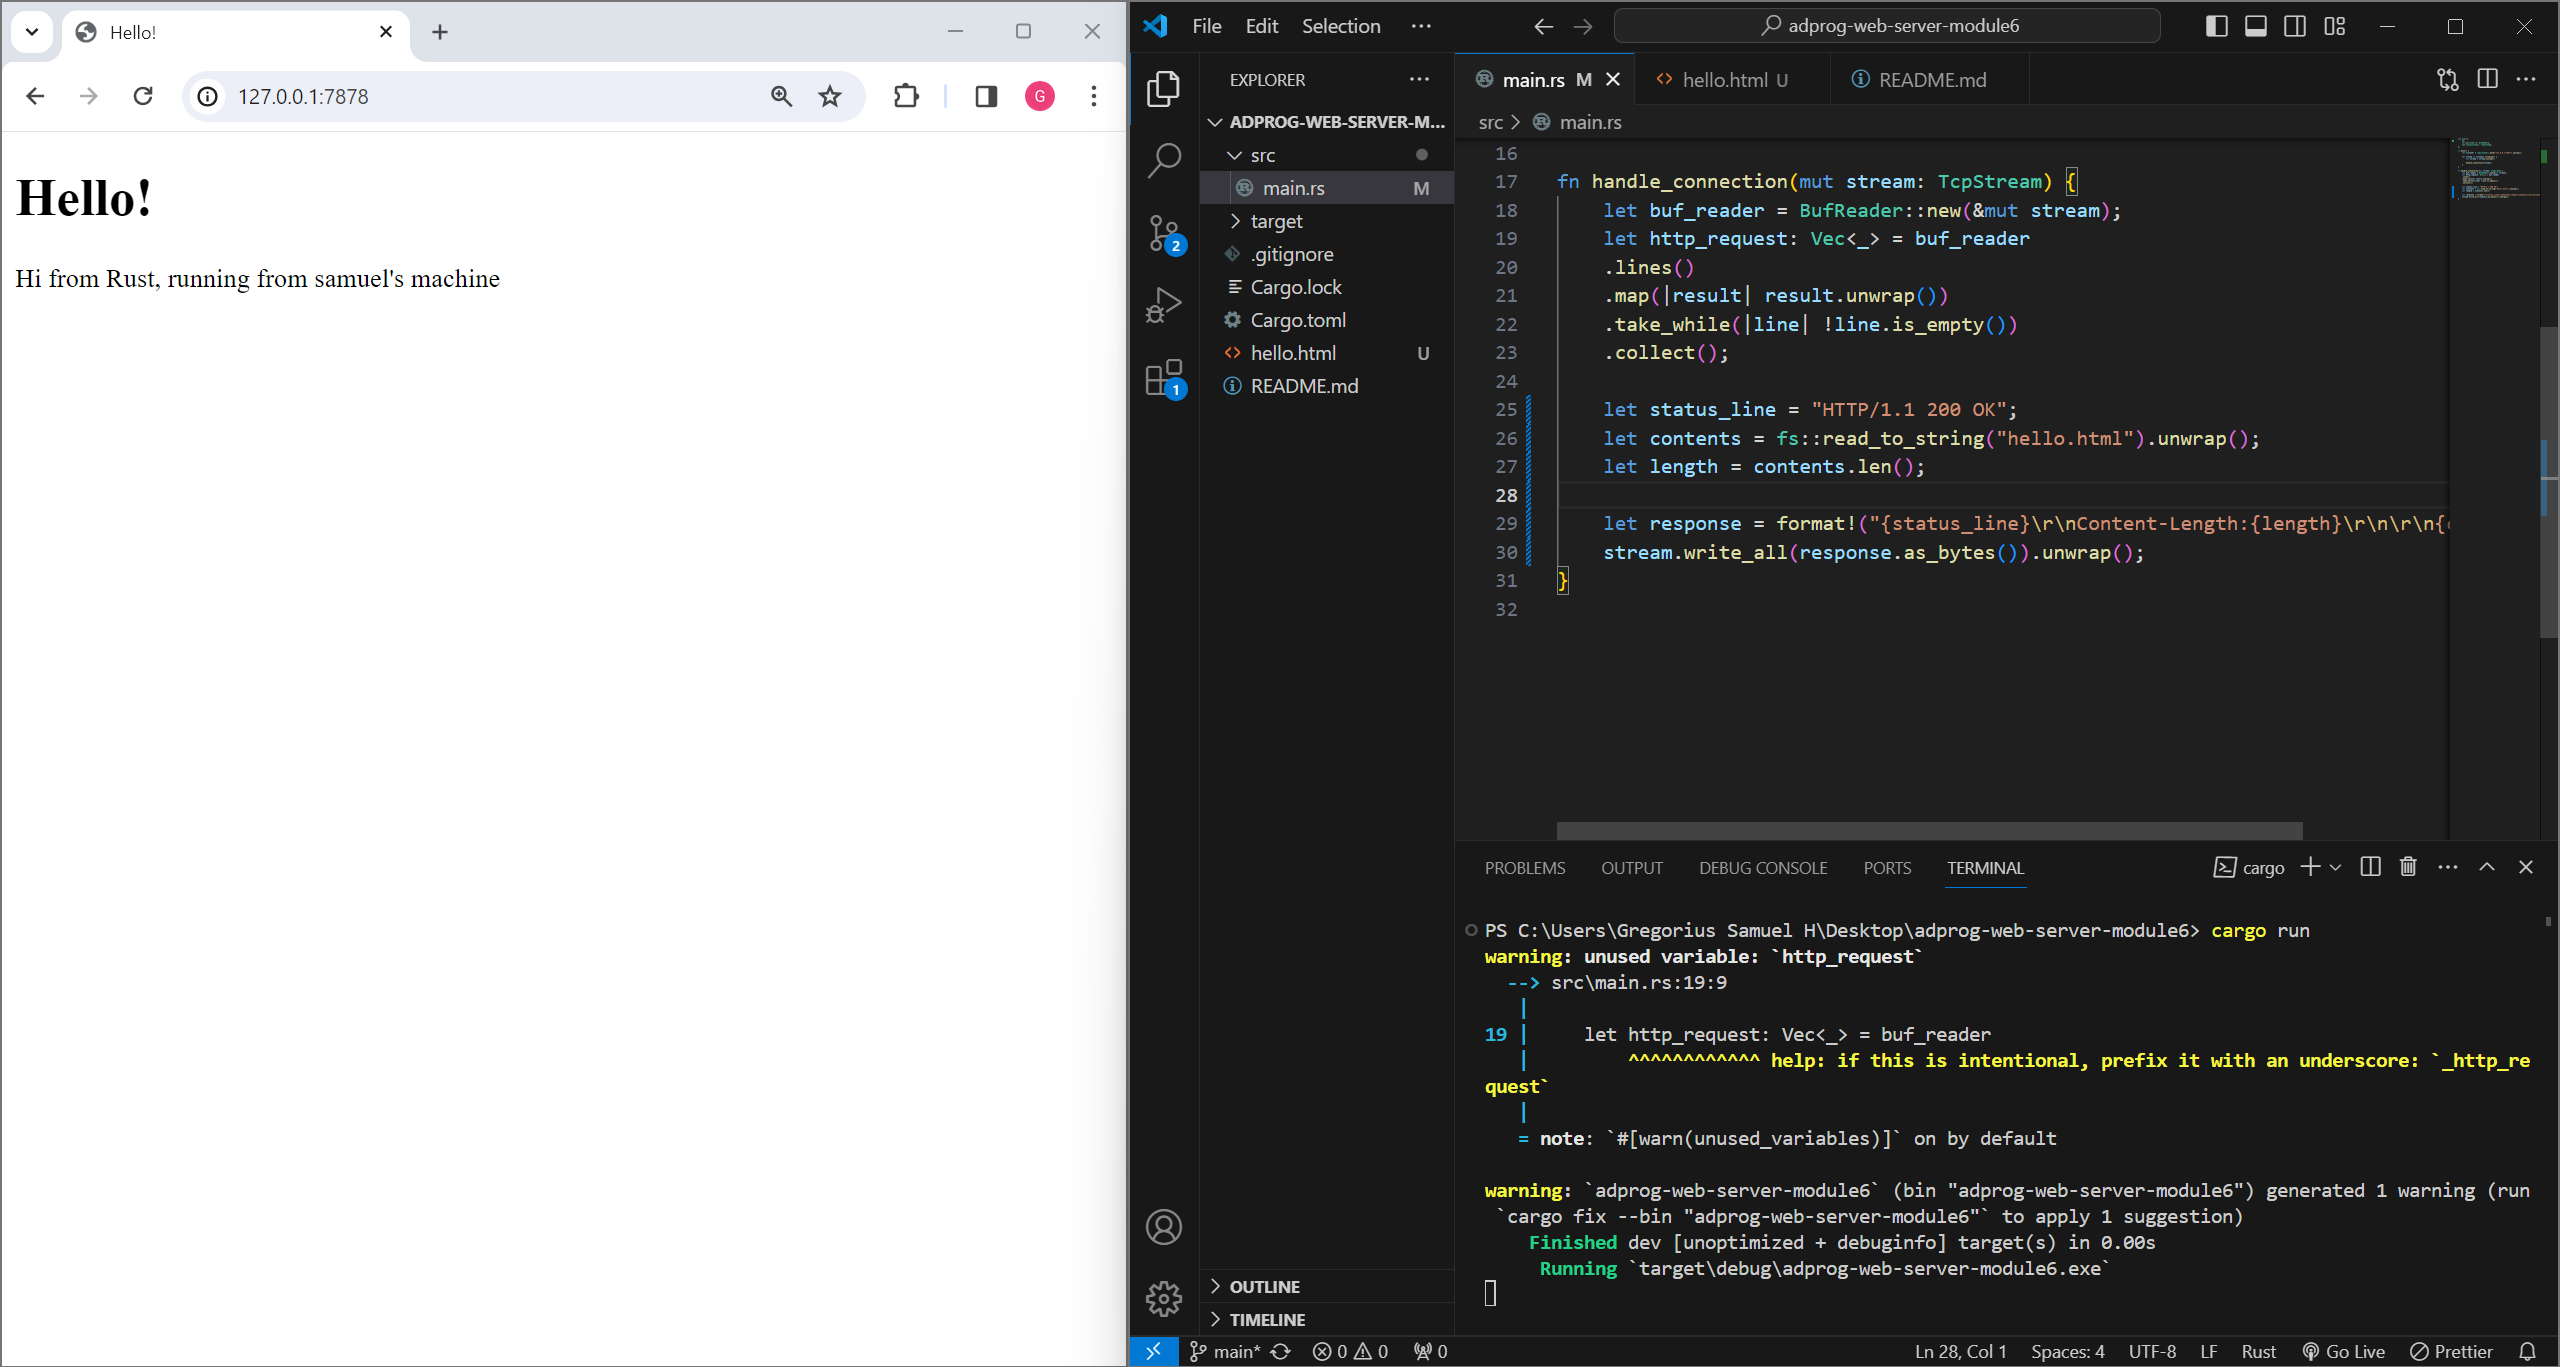 Hello!
127.0.0.1:7878
G
Hello!
Hi from Rust, running from samuel's machine
File Edit Selection ···
adprog-web-server-module6
EXPLORER
ADPROG-WEB-SERVER-M...
src
main.rs M
target
.gitignore
Cargo.lock
Cargo.toml
hello.html U
README.md
2
1
OUTLINE
TIMELINE
main.rs M
hello.html U
README.md
src > main.rs
16
17 fn handle_connection(mut stream: TcpStream) {
18 let buf_reader = BufReader::new(&mut stream);
19 let http_request: Vec<_> = buf_reader
20 .lines()
21 .map(|result| result.unwrap())
22 .take_while(|line| !line.is_empty())
23 .collect();
24
25 let status_line = "HTTP/1.1 200 OK";
26 let contents = fs::read_to_string("hello.html").unwrap();
27 let length = contents.len();
28
29 let response = format!("{status_line}\r\nContent-Length:{length}\r\n\r\n{
30 stream.write_all(response.as_bytes()).unwrap();
31 }
32
PROBLEMS OUTPUT DEBUG CONSOLE PORTS TERMINAL
cargo
PS C:\Users\Gregorius Samuel H\Desktop\adprog-web-server-module6> cargo run
warning: unused variable: `http_request`
--> src\main.rs:19:9
|
19 | let http_request: Vec<_> = buf_reader
| ^^^^^^^^^^^^ help: if this is intentional, prefix it with an underscore: `_http_re
quest`
|
= note: `#[warn(unused_variables)]` on by default
warning: `adprog-web-server-module6` (bin "adprog-web-server-module6") generated 1 warning (run
`cargo fix --bin "adprog-web-server-module6"` to apply 1 suggestion)
Finished dev [unoptimized + debuginfo] target(s) in 0.00s
Running `target\debug\adprog-web-server-module6.exe`
main* 0 0 0
Ln 28, Col 1 Spaces: 4 UTF-8 LF Rust Go Live Prettier